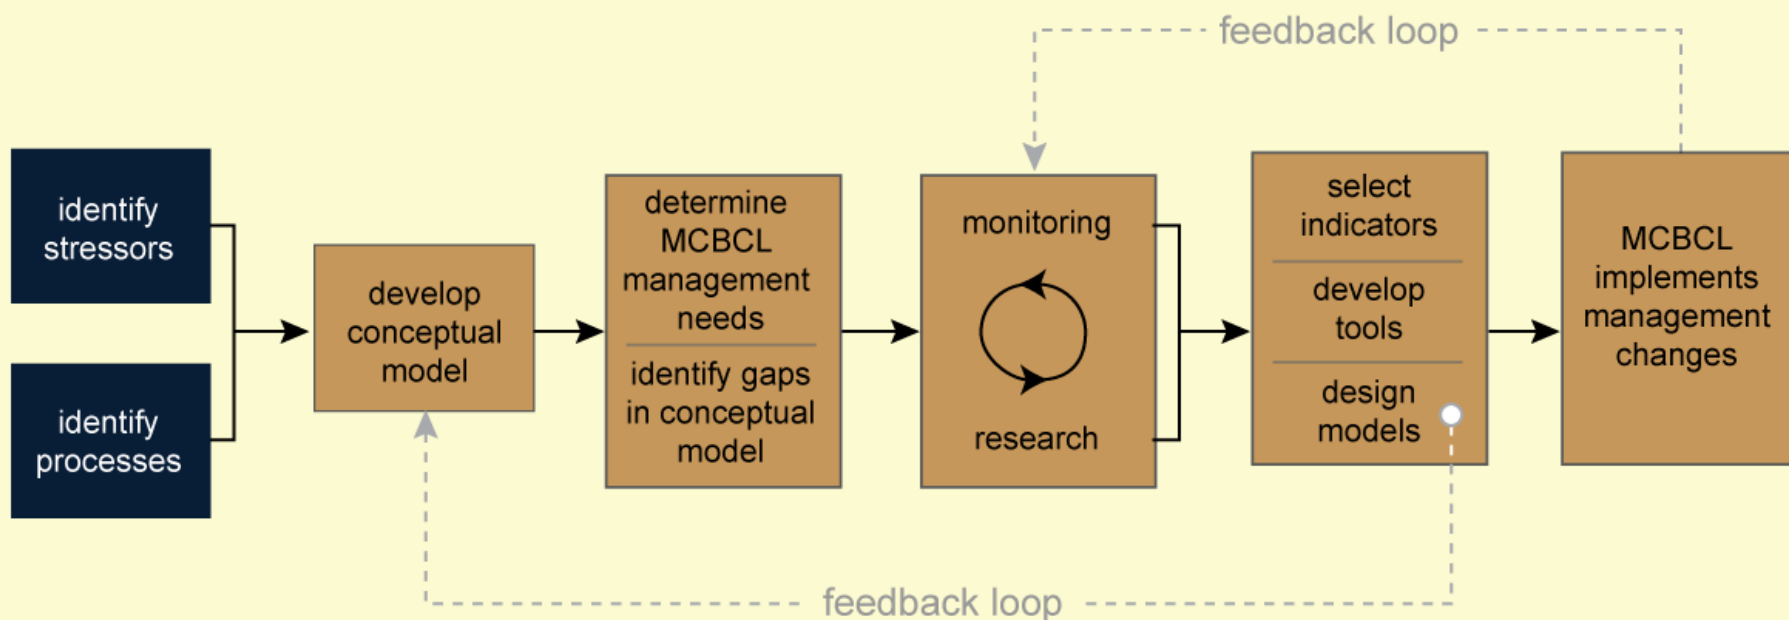 feedback loop
identify
stressors
identify
processes
develop
conceptual
model
determine
MCBCL
management
needs
identify gaps
in conceptual
model
monitoring
research
select
indicators
develop
tools
design
models
MCBCL
implements
management
changes
feedback loop